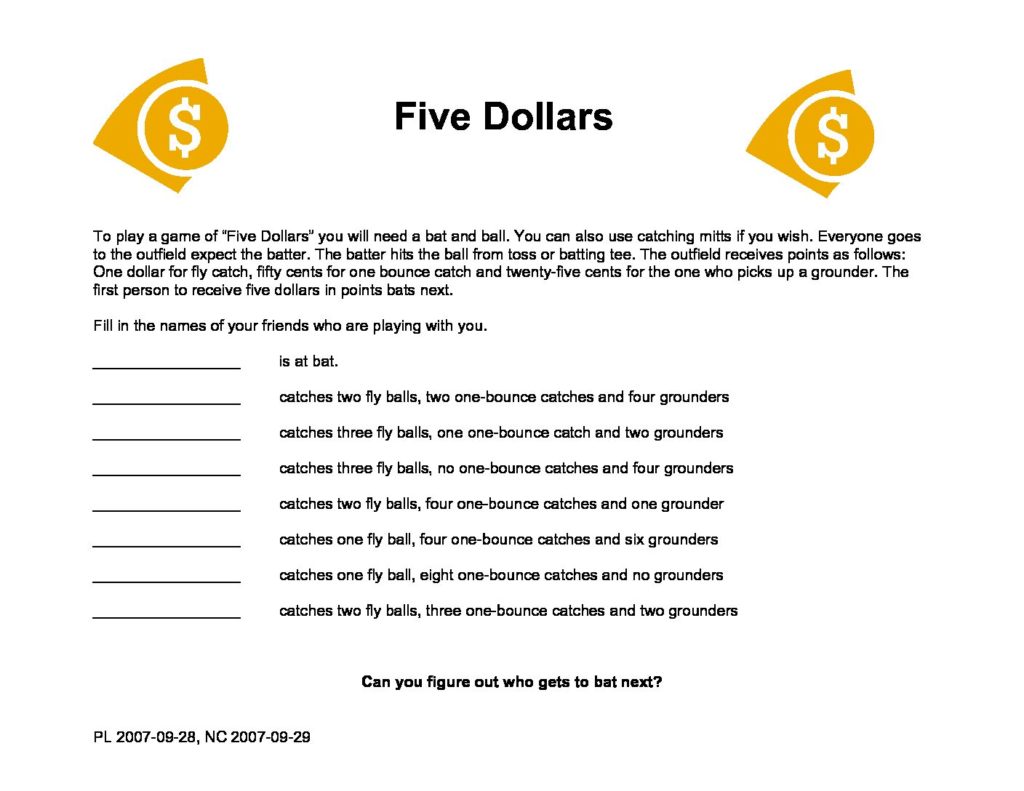 $
Five Dollars
$
To play a game of “Five Dollars” you will need a bat and ball. You can also use catching mitts if you wish. Everyone goes
to the outfield expect the batter. The batter hits the ball from toss or batting tee. The outfield receives points as follows:
One dollar for fly catch, fifty cents for one bounce catch and twenty-five cents for the one who picks up a grounder. The
first person to receive five dollars in points bats next.
Fill in the names of your friends who are playing with you.
is at bat.
catches two fly balls, two one-bounce catches and four grounders
catches three fly balls, one one-bounce catch and two grounders
catches three fly balls, no one-bounce catches and four grounders
catches two fly balls, four one-bounce catches and one grounder
catches one fly ball, four one-bounce catches and six grounders
catches one fly ball, eight one-bounce catches and no grounders
catches two fly balls, three one-bounce catches and two grounders
Can you figure out who gets to bat next?
PL 2007-09-28, NC 2007-09-29